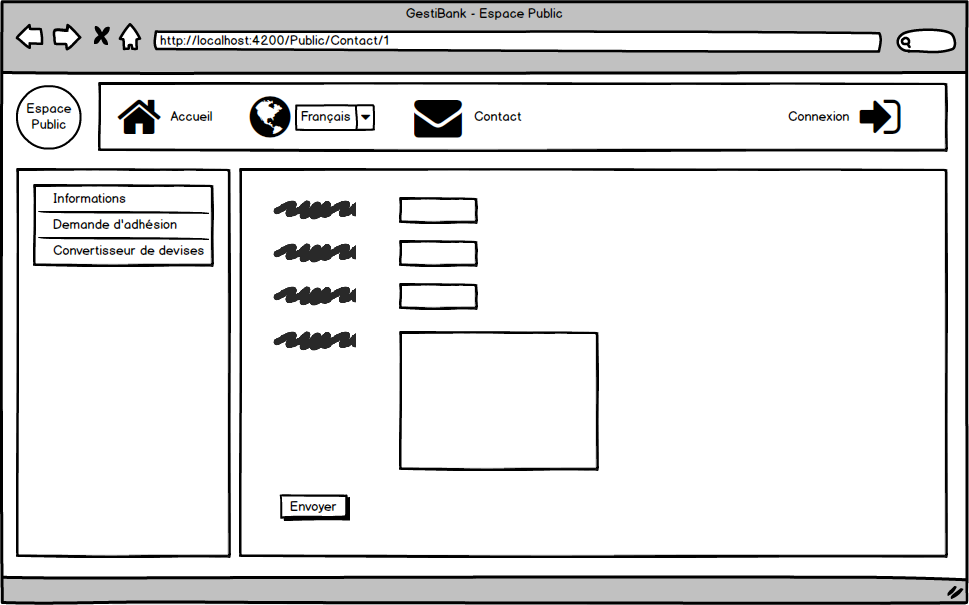 GestiBank - Espace Public
http://localhost:4200/Public/Contact/1
Espace
Public
Accueil
Français
Contact
Connexion
Informations
Demande d'adhésion
Convertisseur de devises
Envoyer